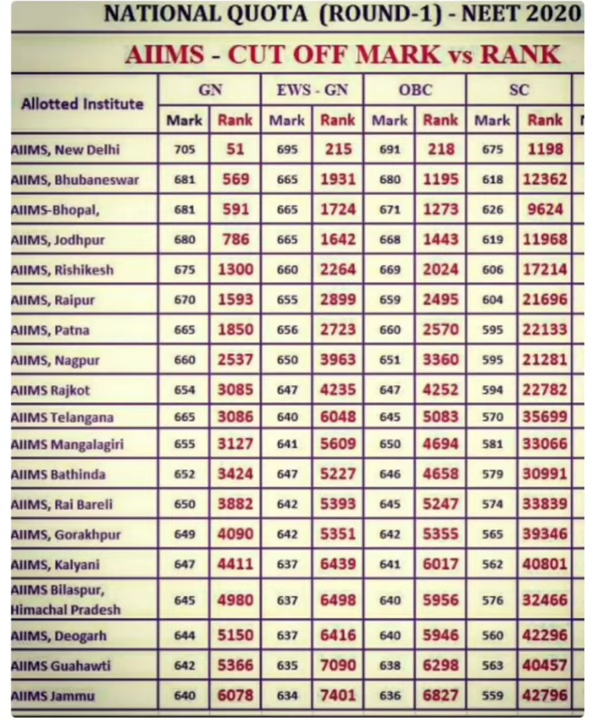 NATIONAL QUOTA (ROUND-1) - NEET 2020
AIIMS - CUT OFF MARK vs RANK
Allotted Institute GN EWS - GN OBC SC
Mark Rank Mark Rank Mark Rank Mark Rank
AIIMS, New Delhi 705 51 695 215 691 218 675 1198
AIIMS, Bhubaneswar 681 569 665 1931 680 1195 618 12362
AIIMS-Bhopal, 681 591 665 1724 671 1273 626 9624
AIIMS, Jodhpur 680 786 665 1642 668 1443 619 11968
AIIMS, Rishikesh 675 1300 660 2264 669 2024 606 17214
AIIMS, Raipur 670 1593 655 2899 659 2495 604 21696
AIIMS, Patna 665 1850 656 2723 660 2570 595 22133
AIIMS, Nagpur 660 2537 650 3963 651 3360 595 21281
AIIMS Rajkot 654 3085 647 4235 647 4252 594 22782
AIIMS Telangana 665 3086 640 6048 645 5083 570 35699
AIIMS Mangalagiri 655 3127 641 5609 650 4694 581 33066
AIIMS Bathinda 652 3424 647 5227 646 4658 579 30991
AIIMS, Rai Bareli 650 3882 642 5393 645 5247 574 33839
AIIMS, Gorakhpur 649 4090 642 5351 642 5355 565 39346
AIIMS, Kalyani 647 4411 637 6439 641 6017 562 40801
AIIMS Bilaspur,
Himachal Pradesh 645 4980 637 6498 640 5956 576 32466
AIIMS, Deogarh 644 5150 637 6416 640 5946 560 42296
AIIMS Guahawti 642 5366 635 7090 638 6298 563 40457
AIIMS Jammu 640 6078 634 7401 636 6827 559 42796